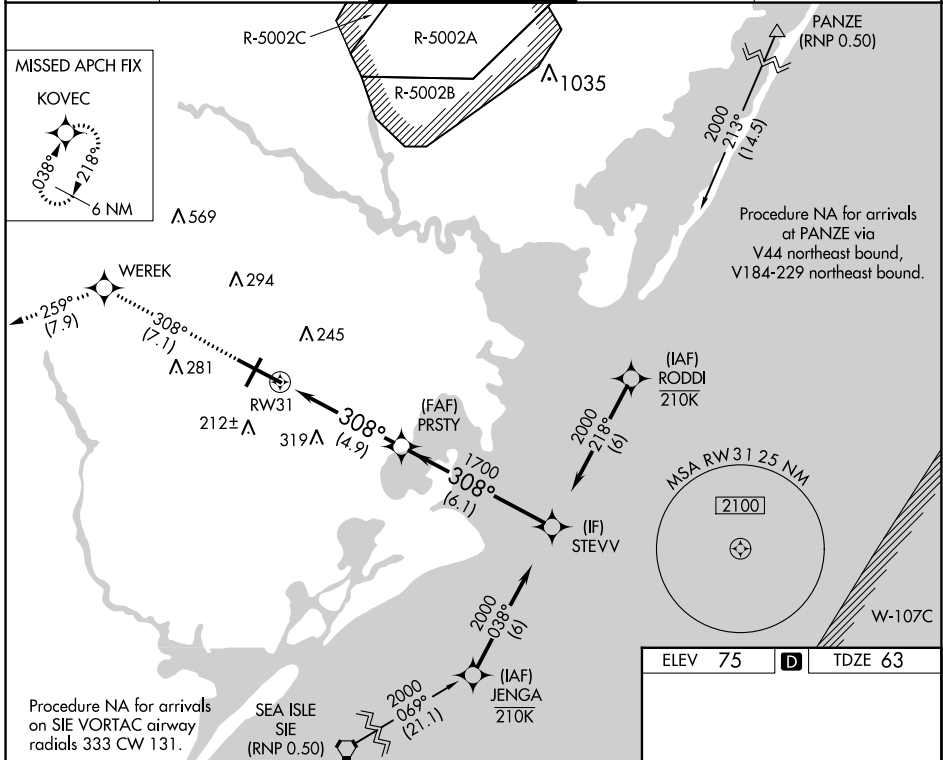 R-5002C
R-5002A
R-5002B
1035
PANZE
(RNP 0.50)
2000
213°
(14.5)
MISSED APCH FIX
KOVEC
038°
218°
6 NM
569
Procedure NA for arrivals
at PANZE via
V44 northeast bound,
V184-229 northeast bound.
WEREK
294
259°
(7.9)
308°
(7.1)
245
281
RW31
212±
319
308°
(4.9)
(FAF)
PRSTY
(IAF)
RODDI
210K
2000
218°
(6)
1700
308°
(6.1)
(IF)
STEVV
MSA RW31 25 NM
2100
W-107C
2000
038°
(6)
(IAF)
JENGA
210K
2000
069°
(21.1)
SEA ISLE
SIE
(RNP 0.50)
Procedure NA for arrivals
on SIE VORTAC airway
radials 333 CW 131.
ELEV 75 D TDZE 63